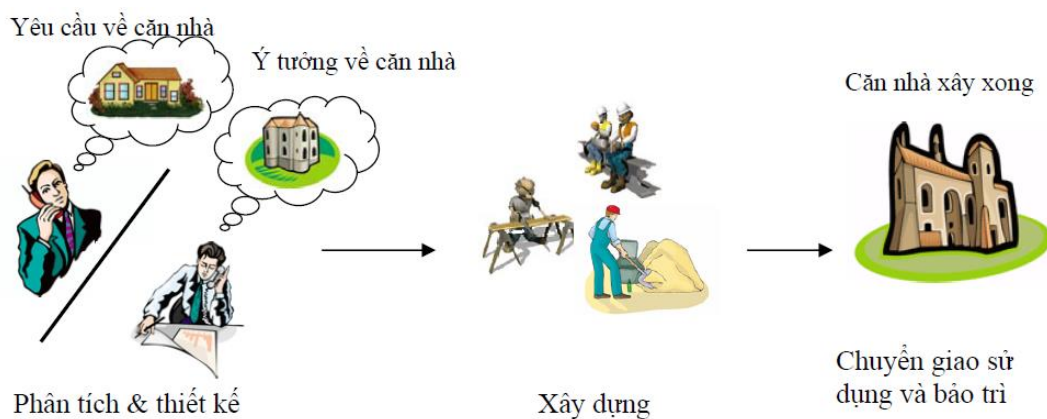 Yêu cầu về căn nhà
Ý tưởng về căn nhà
Căn nhà xây xong
Phân tích & thiết kế
Xây dựng
Chuyển giao sử
dụng và bảo trì